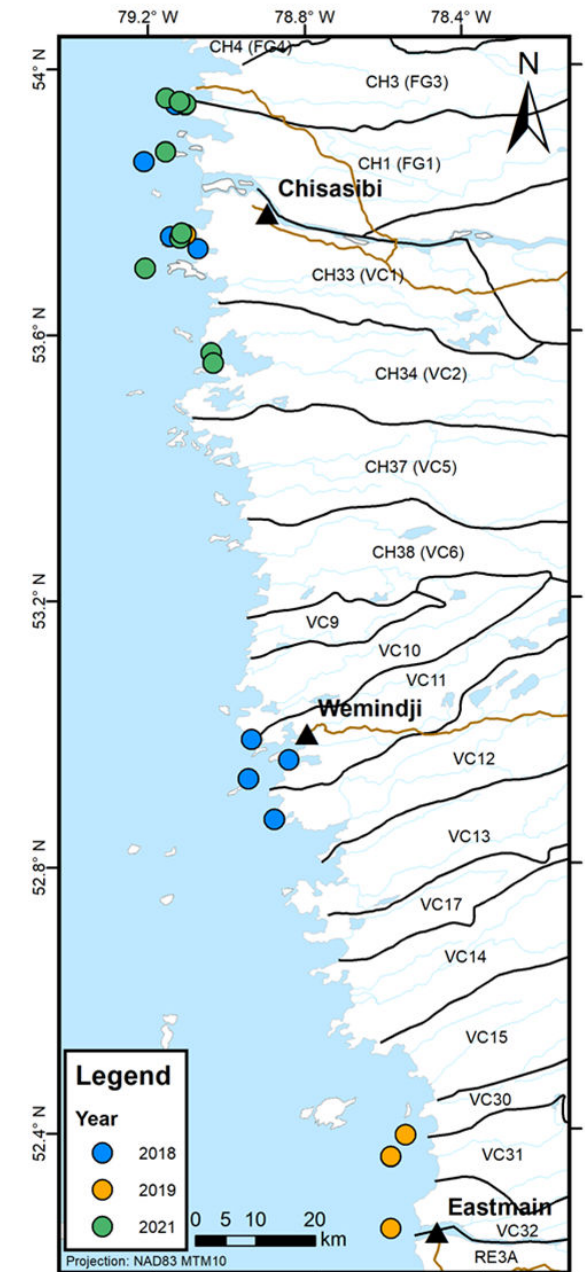 79.2° W 78.8° W 78.4° W
54° N
CH4 (FG4)
CH3 (FG3)
N
CH1 (FG1)
Chisasibi
CH33 (VC1)
53.6° N
CH34 (VC2)
CH37 (VC5)
CH38 (VC6)
53.2° N
VC9
VC10
VC11
Wemindji
VC12
VC13
52.8° N
VC17
VC14
VC15
VC30
52.4° N
VC31
Eastmain
VC32
RE3A
Legend
Year
2018
2019
2021
0 5 10 20
km
Projection: NAD83 MTM10